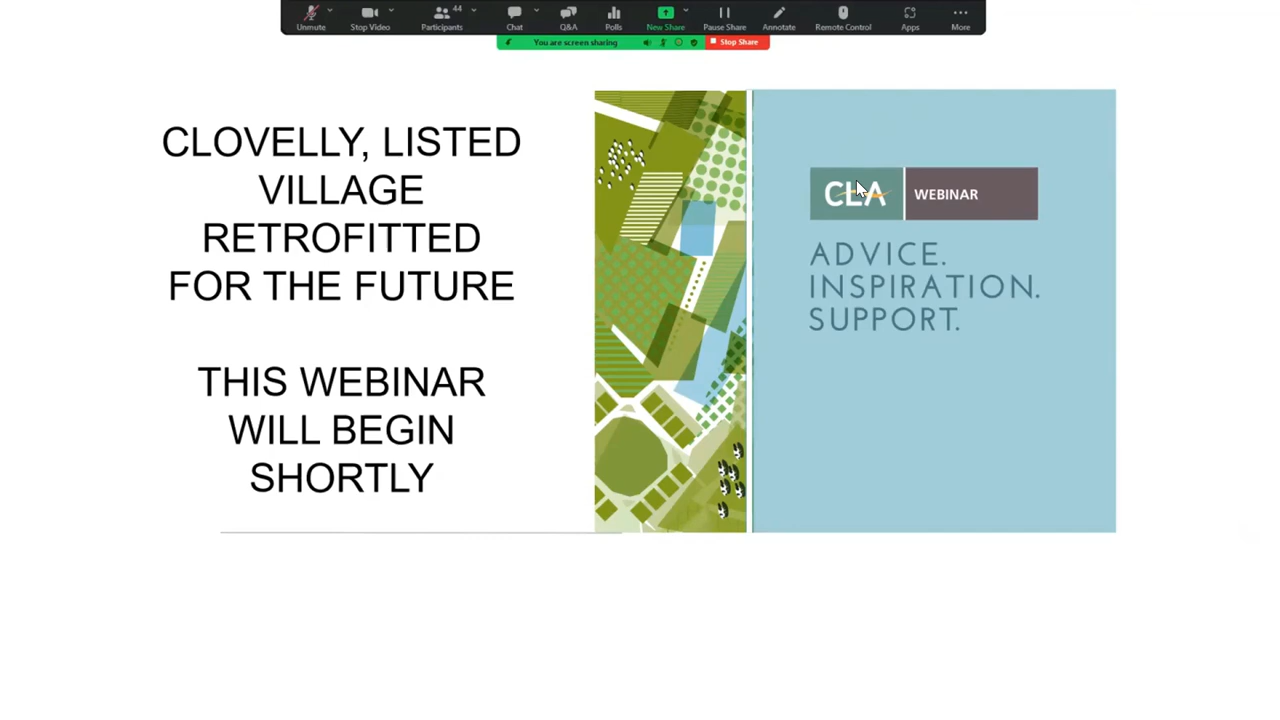 Unmute
Stop Video
Participants
44
Chat
Q&A
Polls
New Share
Pause Share
Annotate
Remote Control
Apps
More
You are screen sharing
Stop Share
CLOVELLY, LISTED
VILLAGE
RETROFITTED
FOR THE FUTURE
THIS WEBINAR
WILL BEGIN
SHORTLY
CLA
WEBINAR
ADVICE.
INSPIRATION.
SUPPORT.